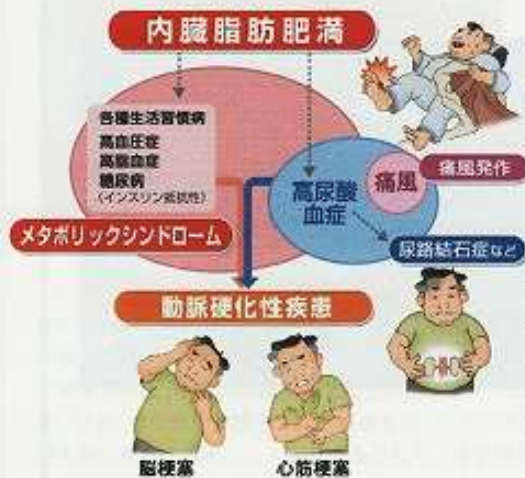 内臓脂肪肥満
各種生活習慣病
高血圧症
高脂血症
糖尿病
(インスリン抵抗性)
メタボリックシンドローム
高尿酸
血症
痛風
痛風発作
尿路結石症など
動脈硬化性疾患
脳梗塞
心筋梗塞